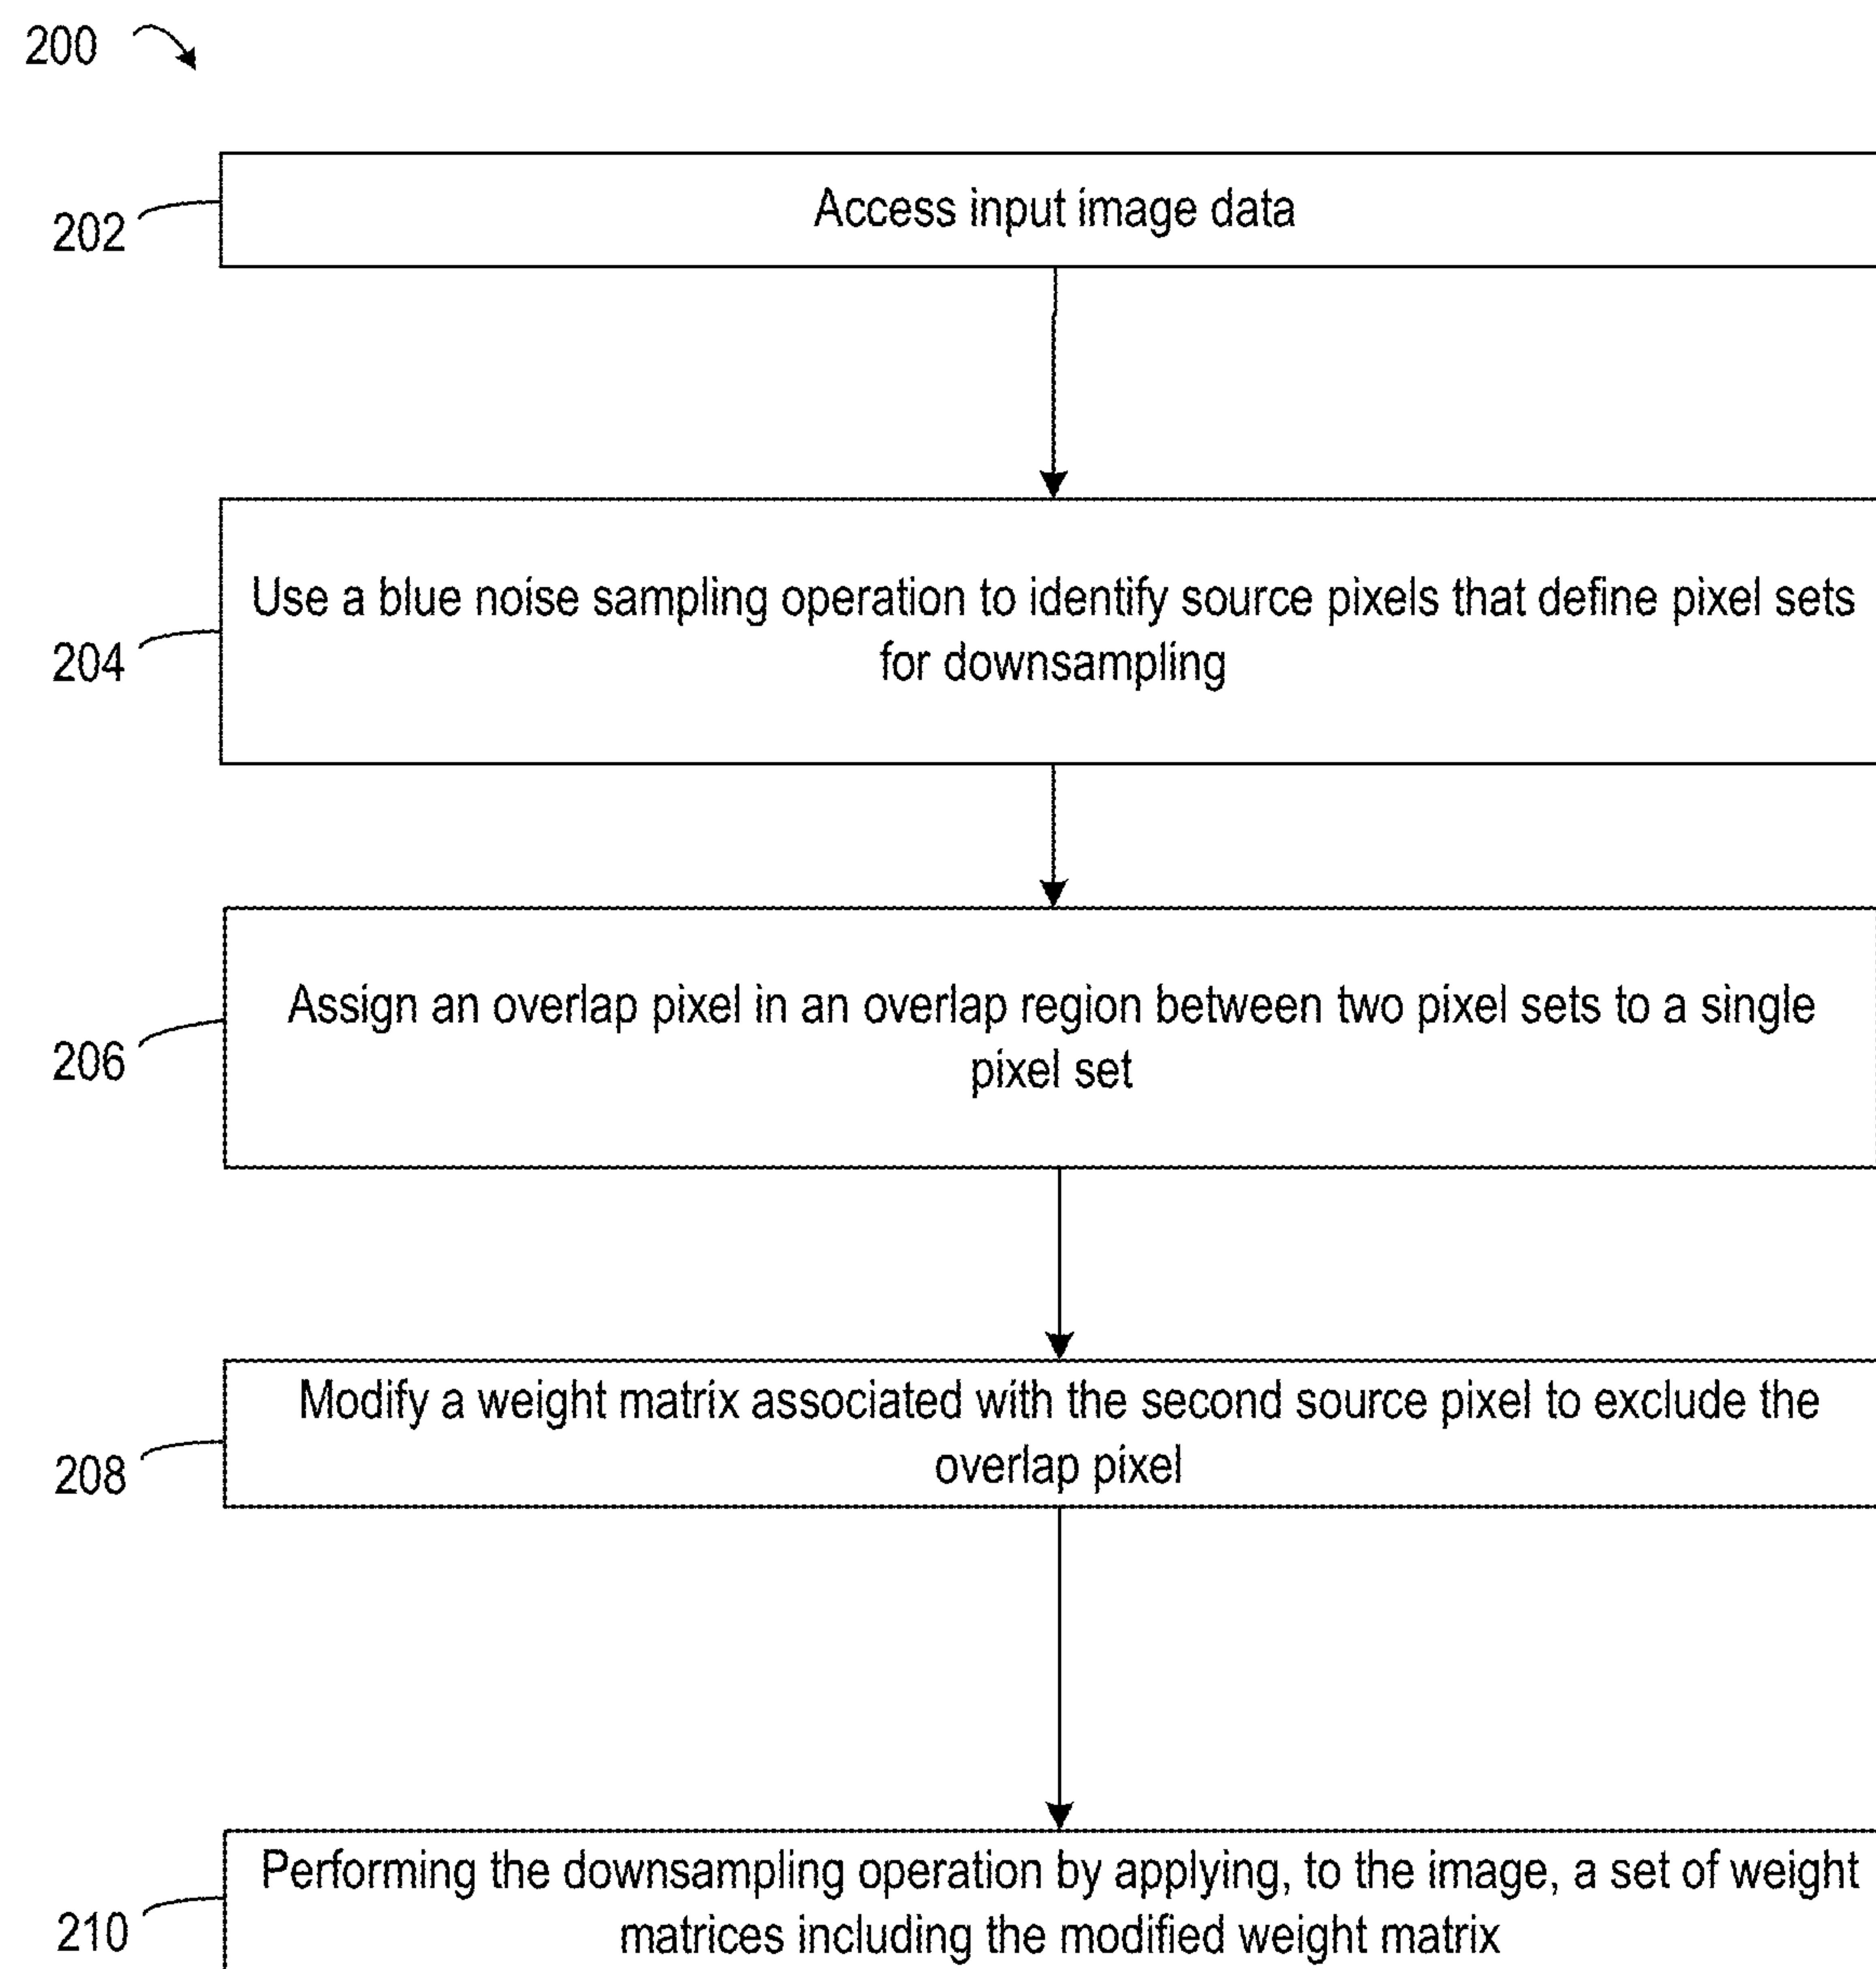 200
Access input image data
202
Use a blue noise sampling operation to identify source pixels that define pixel sets
for downsampling
204
Assign an overlap pixel in an overlap region between two pixel sets to a single
pixel set
206
Modify a weight matrix associated with the second source pixel to exclude the
overlap pixel
208
Performing the downsampling operation by applying, to the image, a set of weight
matrices including the modified weight matrix
210